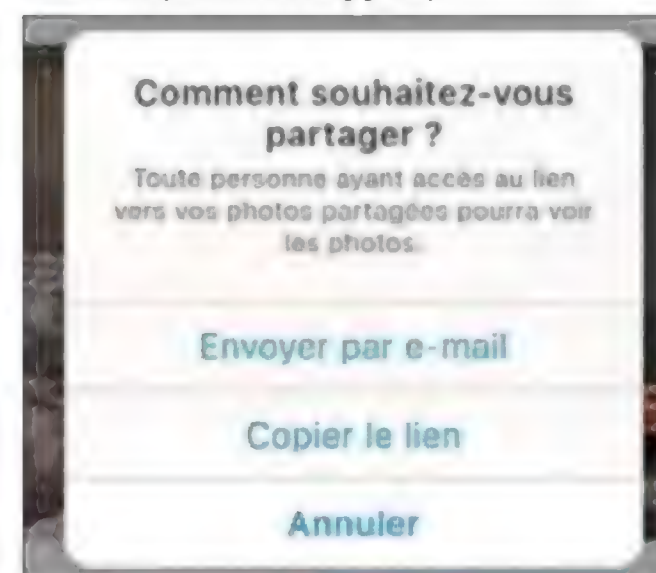 Comment souhaitez-vous
partager ?
Toute personne ayant accès au lien
vers vos photos partagées pourra voir
les photos.
Envoyer par e-mail
Copier le lien
Annuler